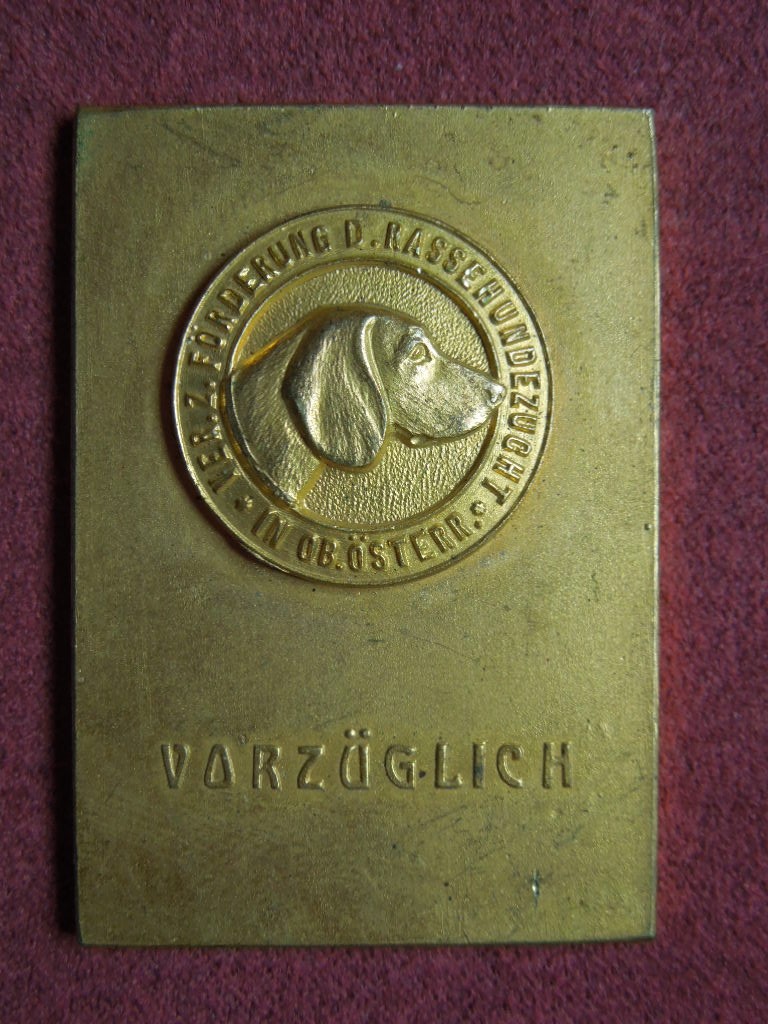 VER. Z. FÖRDERUNG D. RASSEHUNDEZUCHT
IN OB. ÖSTERR.
VORZÜGLICH